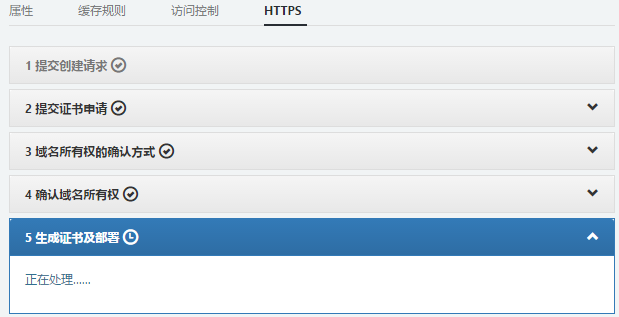 属性 缓存规则 访问控制 HTTPS
1 提交创建请求
2 提交证书申请
3 域名所有权的确认方式
4 确认域名所有权
5 生成证书及部署
正在处理......